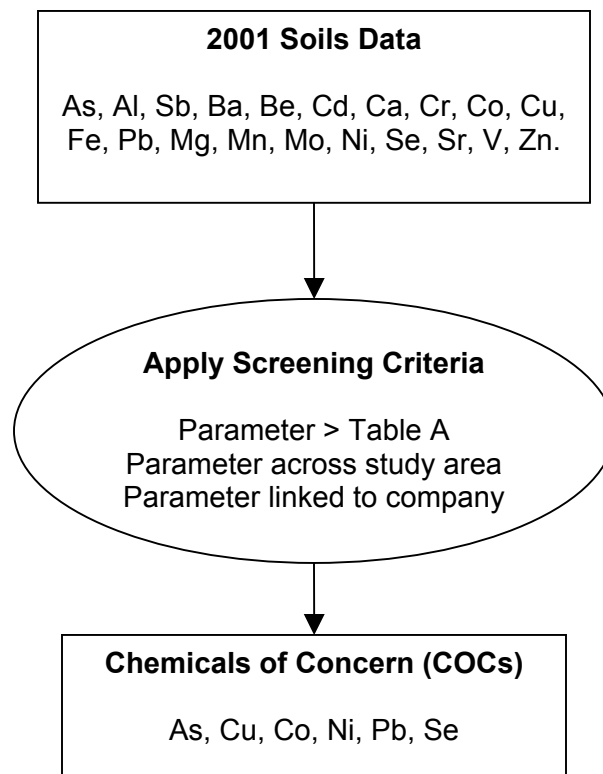 2001 Soils Data
As, Al, Sb, Ba, Be, Cd, Ca, Cr, Co, Cu,
Fe, Pb, Mg, Mn, Mo, Ni, Se, Sr, V, Zn.
Apply Screening Criteria
Parameter > Table A
Parameter across study area
Parameter linked to company
Chemicals of Concern (COCs)
As, Cu, Co, Ni, Pb, Se